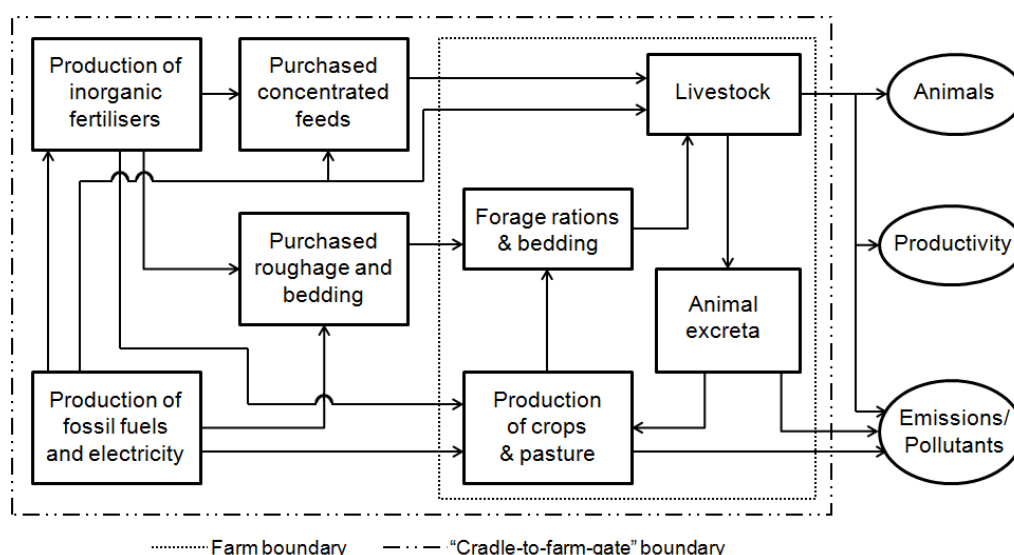 Production of
inorganic
fertilisers
Purchased
concentrated
feeds
Livestock
Animals
Purchased
roughage and
bedding
Forage rations
& bedding
Productivity
Animal
excreta
Production of
fossil fuels
and electricity
Production
of crops
& pasture
Emissions/
Pollutants
Farm boundary
“Cradle-to-farm-gate” boundary